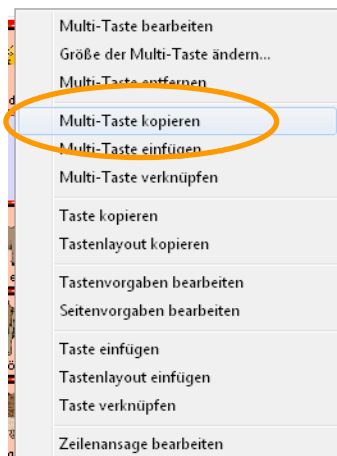 Multi-Taste bearbeiten
Größe der Multi-Taste ändern...
Multi-Taste entfernen
Multi-Taste kopieren
Multi-Taste einfügen
Multi-Taste verknüpfen
Taste kopieren
Tastenlayout kopieren
Tastenvorgaben bearbeiten
Seitenvorgaben bearbeiten
Taste einfügen
Tastenlayout einfügen
Taste verknüpfen
Zeilenansage bearbeiten